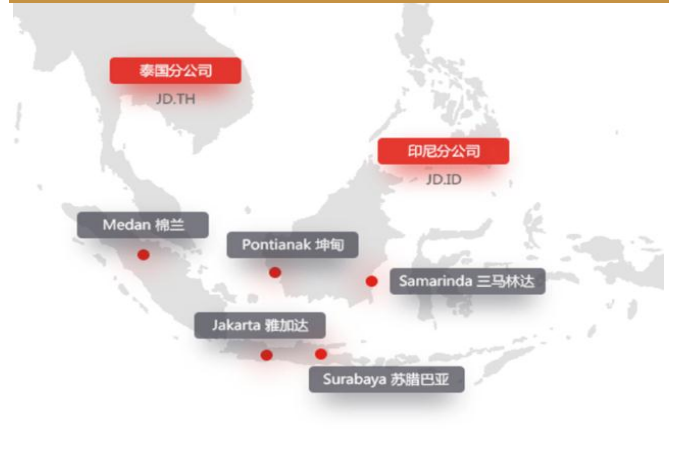 泰国分公司
JD.TH
印尼分公司
JD.ID
Medan 棉兰
Pontianak 坤甸
Samarinda 三马林达
Jakarta 雅加达
Surabaya 苏腊巴亚